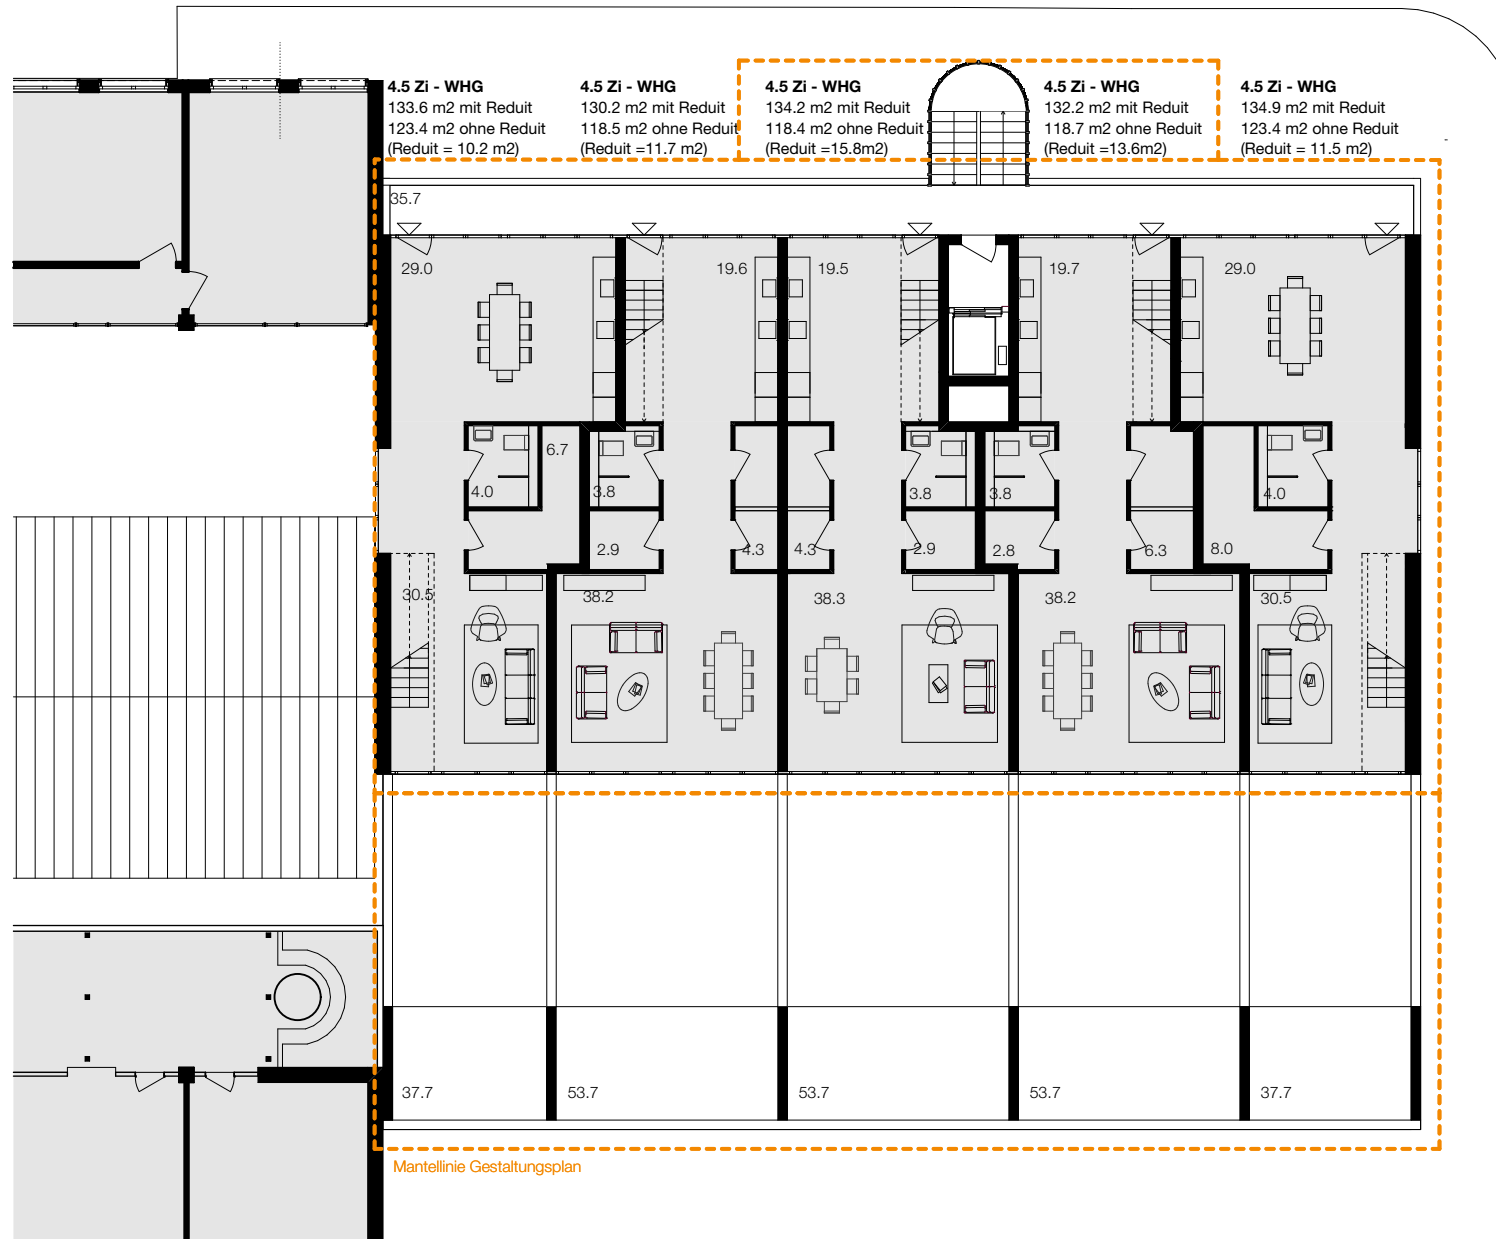 4.5 Zi - WHG
133.6 m2 mit Reduit
123.4 m2 ohne Reduit
(Reduit = 10.2 m2)
4.5 Zi - WHG
130.2 m2 mit Reduit
118.5 m2 ohne Reduit
(Reduit =11.7 m2)
4.5 Zi - WHG
134.2 m2 mit Reduit
118.4 m2 ohne Reduit
(Reduit =15.8m2)
4.5 Zi - WHG
132.2 m2 mit Reduit
118.7 m2 ohne Reduit
(Reduit =13.6m2)
4.5 Zi - WHG
134.9 m2 mit Reduit
123.4 m2 ohne Reduit
(Reduit = 11.5 m2)
35.7
29.0
19.6
19.5
19.7
29.0
6.7
4.0
3.8
3.8
3.8
4.0
2.9
4.3
4.3
2.9
2.8
6.3
8.0
30.5
38.2
38.3
38.2
30.5
37.7
53.7
53.7
53.7
37.7
Mantellinie Gestaltungsplan